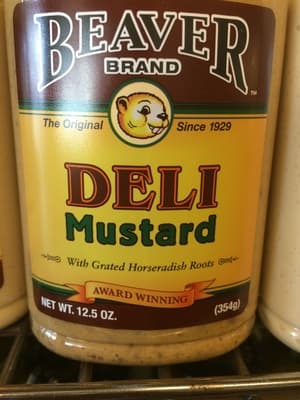 BEAVER
BRAND
™
The Original Since 1929
DELI
Mustard
With Grated Horseradish Roots
AWARD WINNING
NET WT. 12.5 OZ. (354g)